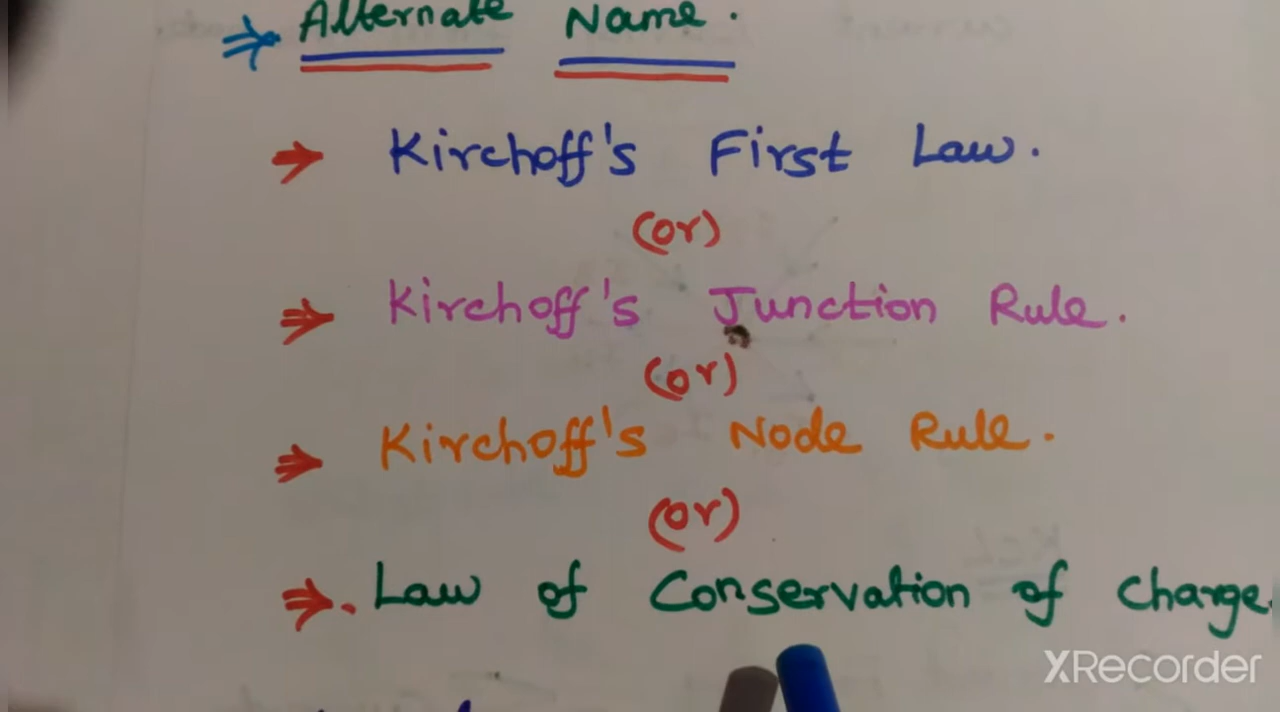 ⇒ Alternate Name.
→ Kirchoff's First Law.
(or)
⇒ Kirchoff's Junction Rule.
(or)
⇒ Kirchoff's Node Rule.
(or)
⇒. Law of Conservation of Charge.
XRecorder